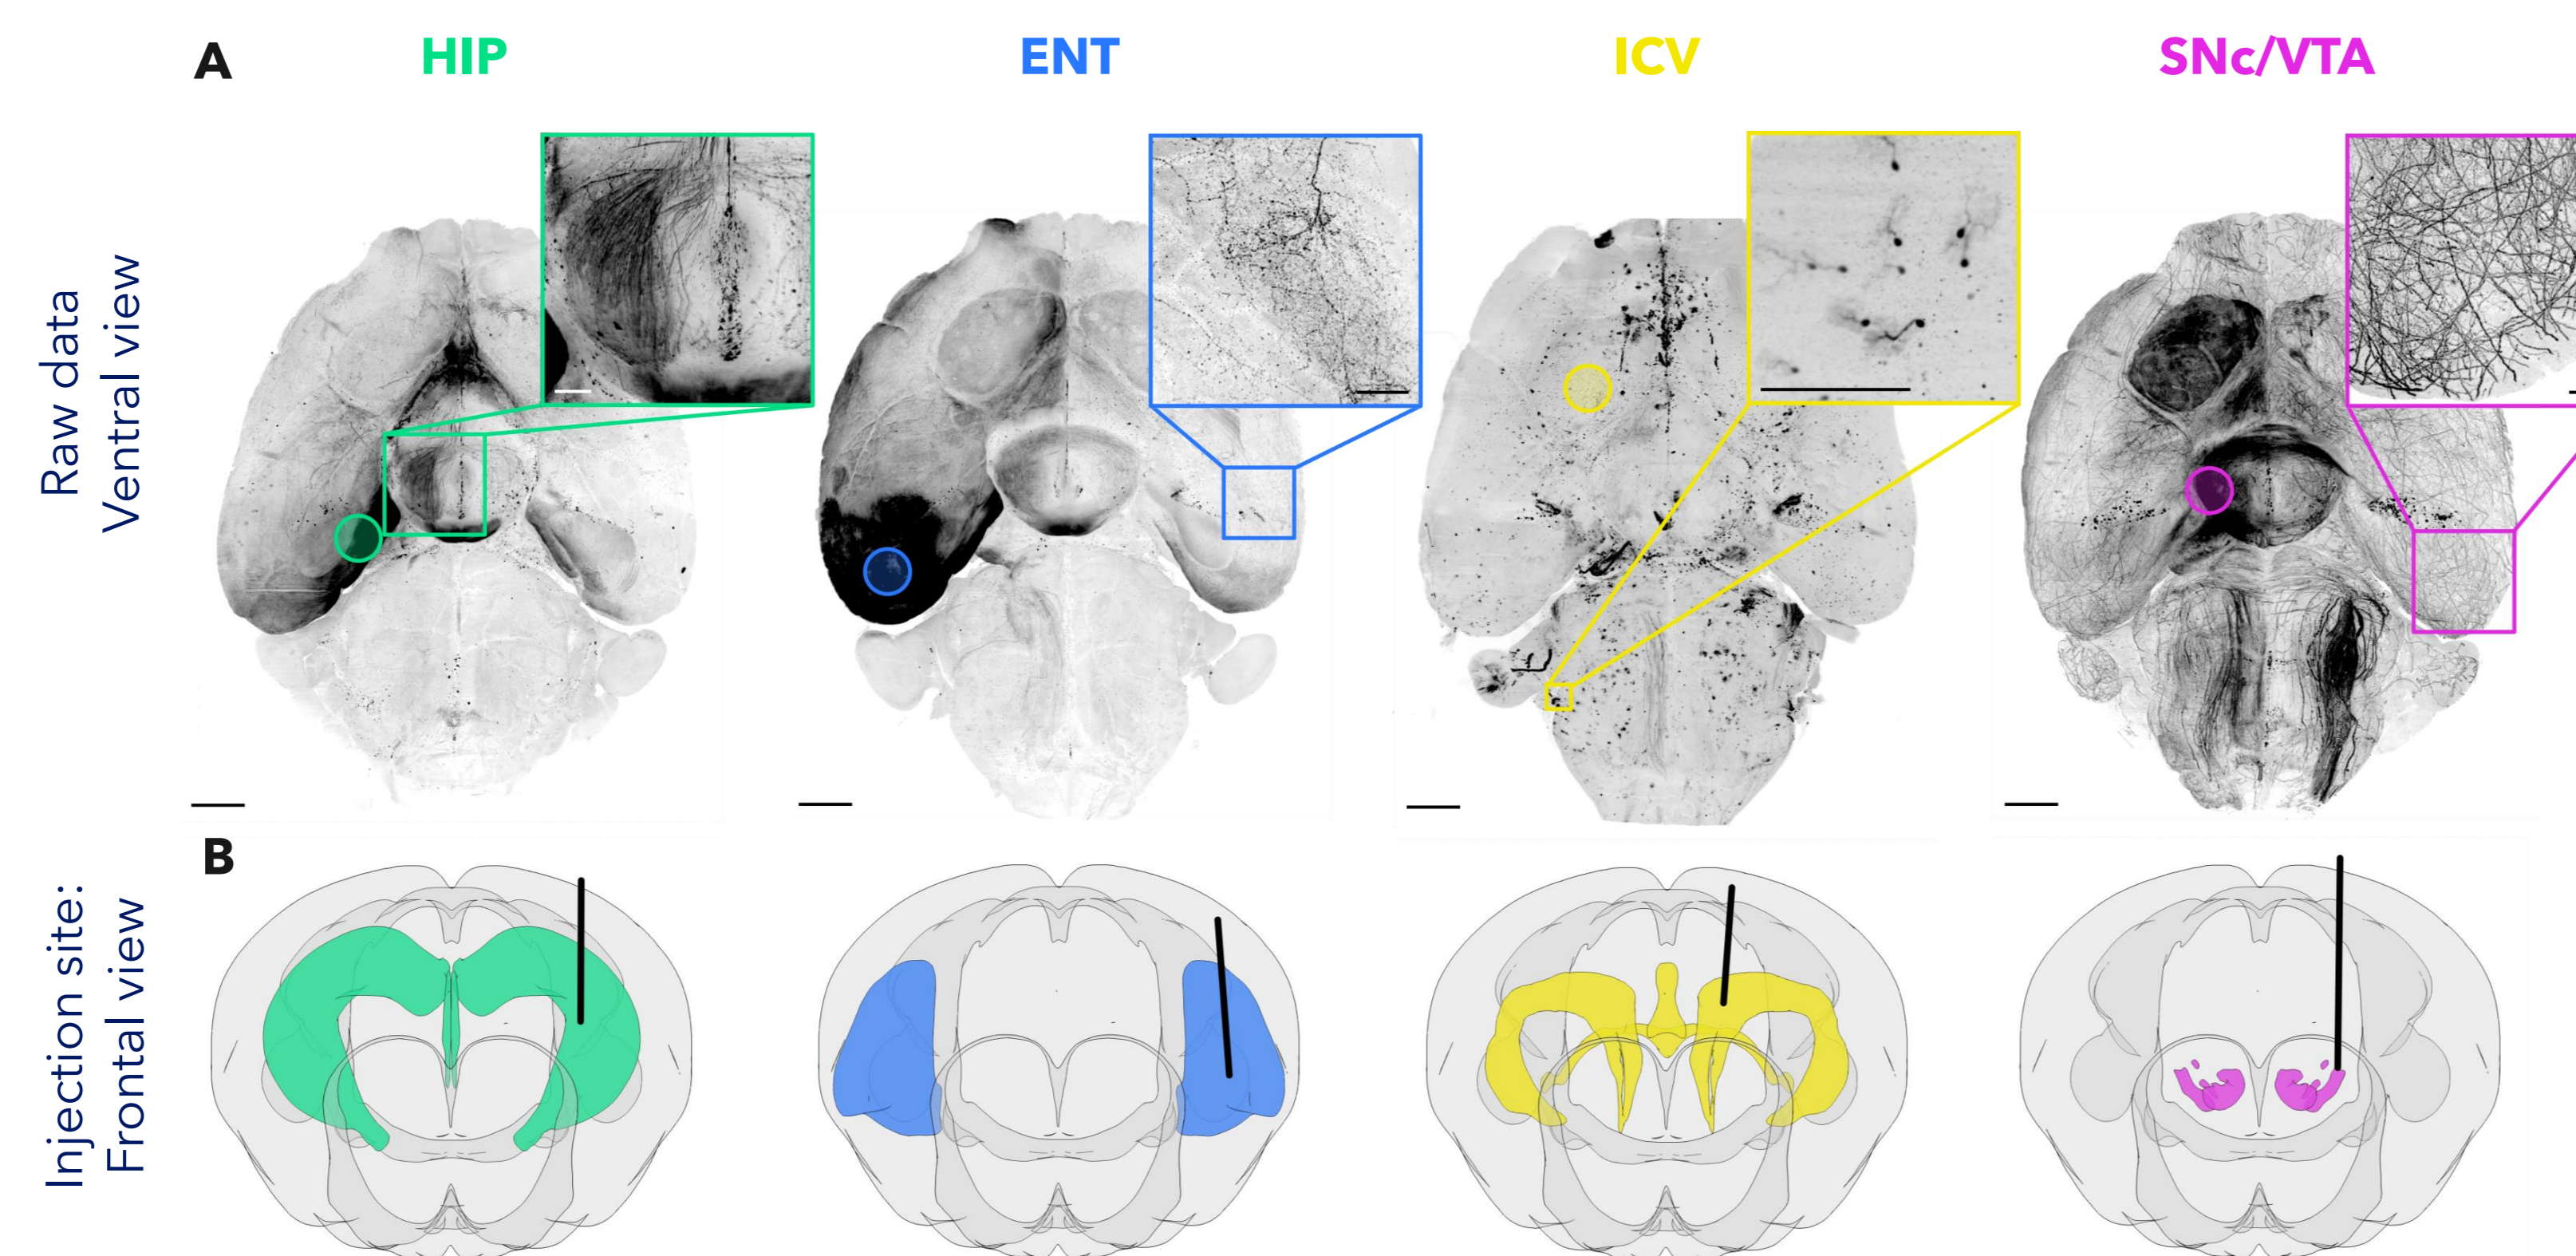 A
HIP
ENT
ICV
SNc/VTA
Raw data
Ventral view
B
Injection site:
Frontal view